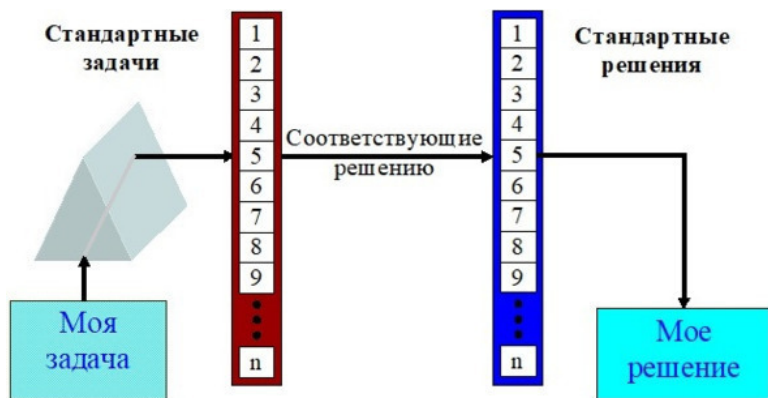 Стандартные
задачи
1
2
3
4
5
6
7
8
9
n
Соответствующие
решению
1
2
3
4
5
6
7
8
9
n
Стандартные
решения
Моя
задача
Мое
решение